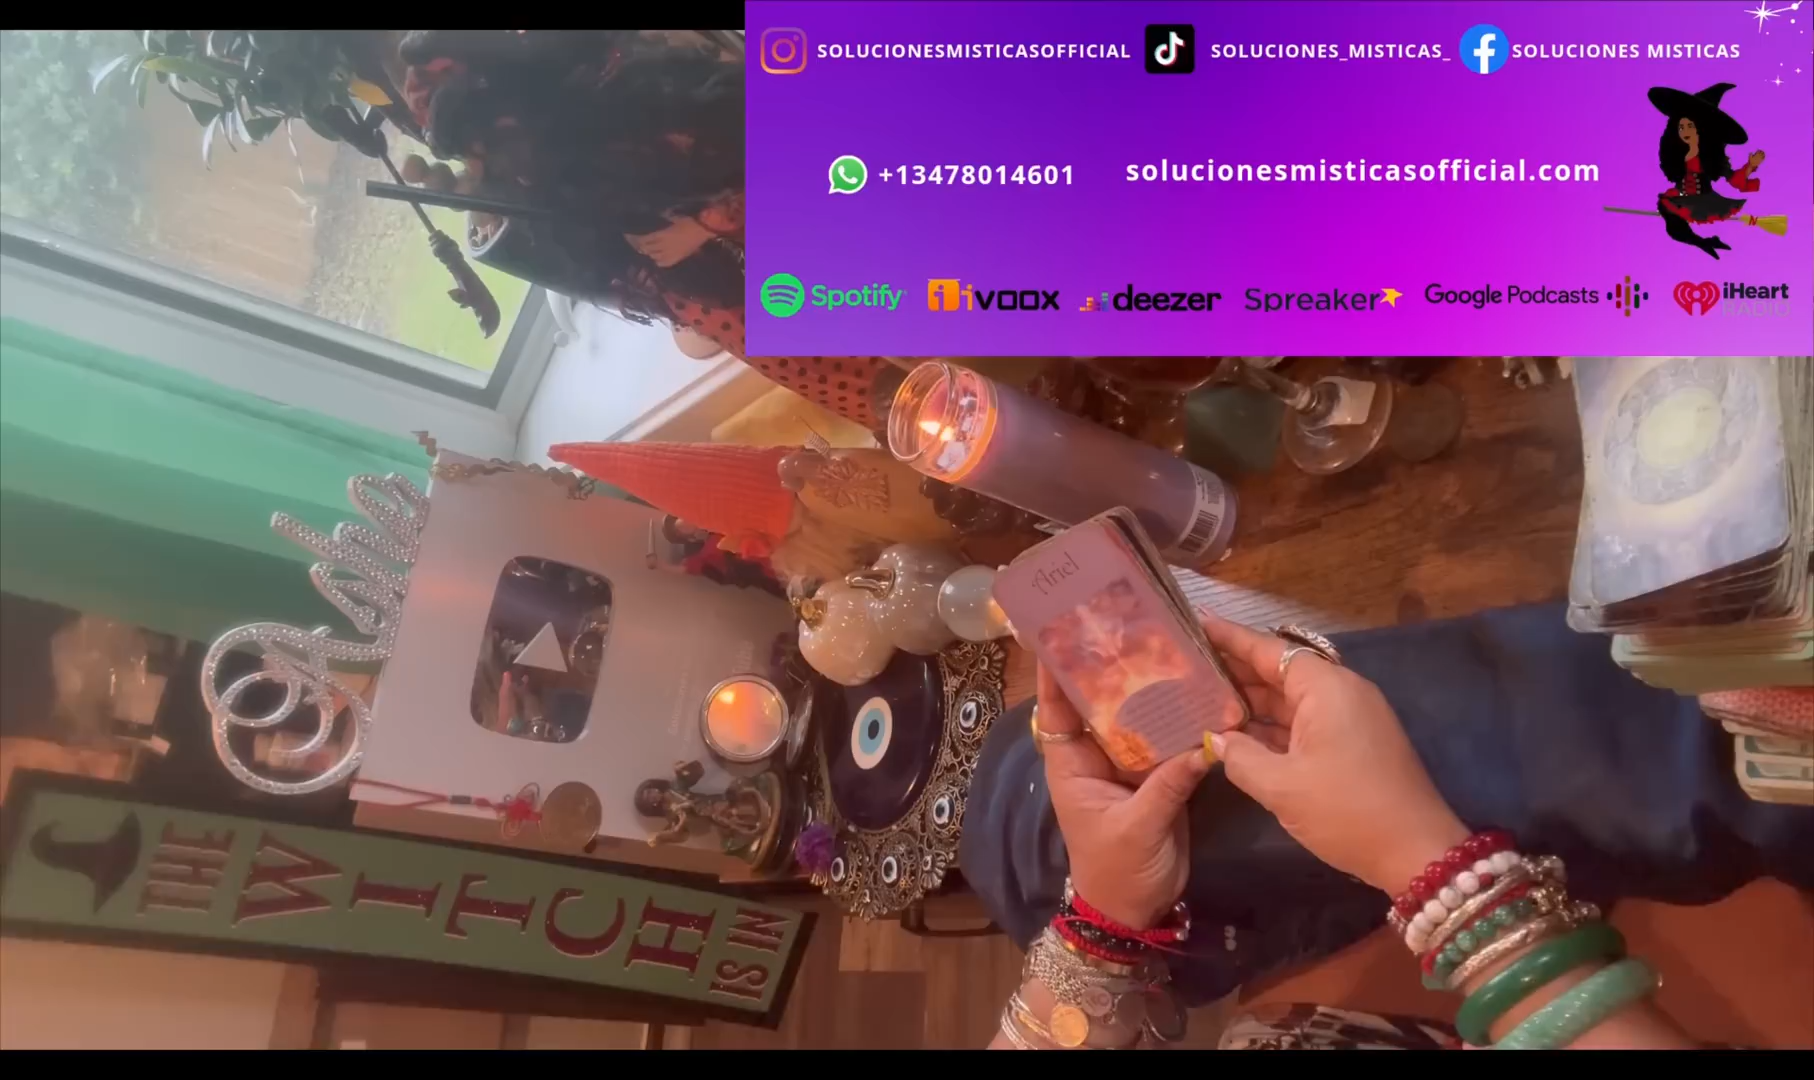 SOLUCIONESMISTICASOFFICIAL
SOLUCIONES_MISTICAS_
SOLUCIONES MISTICAS
+13478014601
solucionesmisticasofficial.com
Spotify
iVOOX
deezer
Spreaker
Google Podcasts
iHeart
RADIO
Ariel
THE
WITCH
IS IN